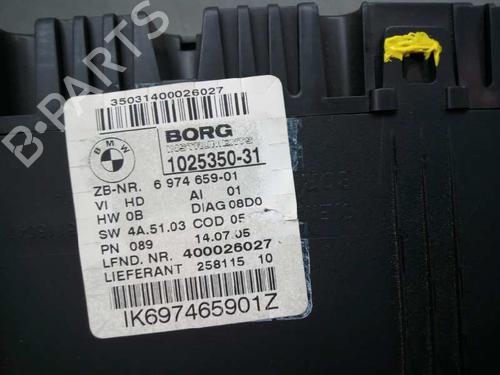 35031400026027
BMW
BORG
INSTRUMENTS
1025350-31
ZB-NR. 6 974 659-01
VI HD AI 01
HW 0B DIAG 08D0
SW 4A.51.03 COD 05
PN 089 14.07.05
LFND. NR. 400026027
LIEFERANT 258115 10
IK697465901Z
B-PARTS